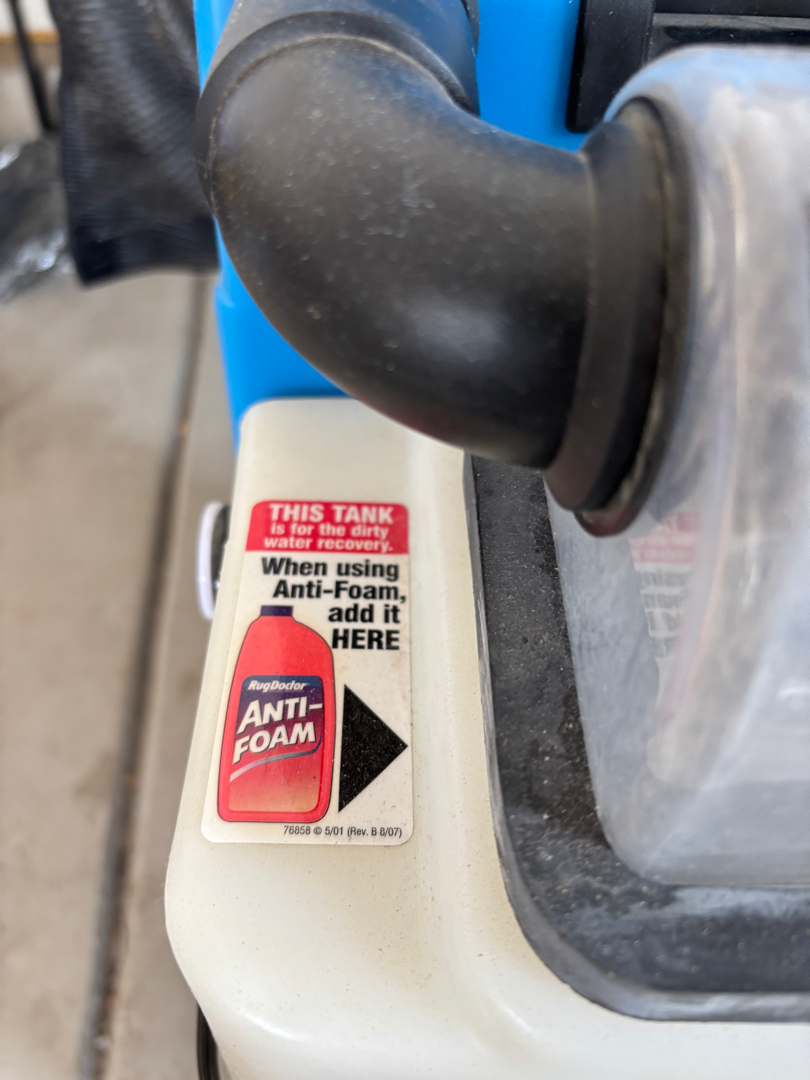 THIS TANK
is for the dirty
water recovery.
When using
Anti-Foam,
add it
HERE
RugDoctor
ANTI-
FOAM
76858 © 5/01 (Rev. B 8/07)